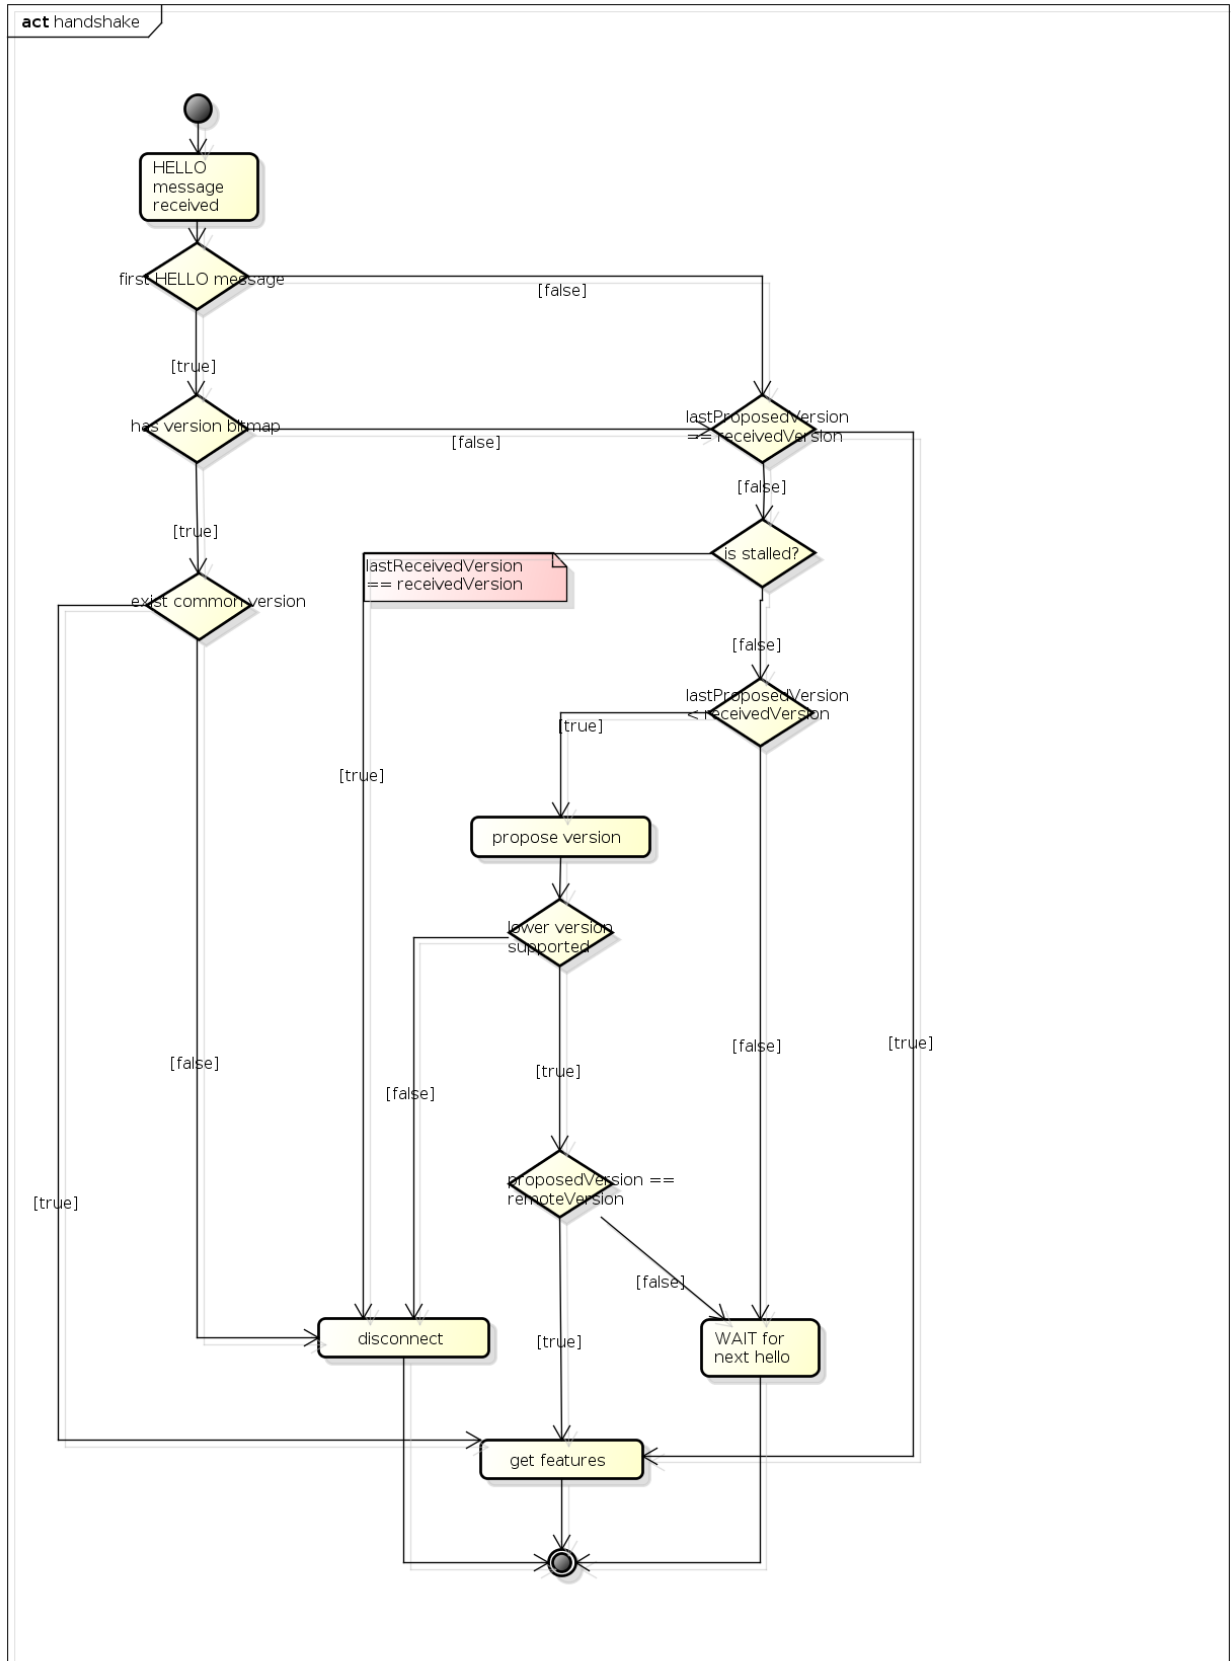 act handshake
HELLO
message
received
first HELLO message
[false]
[true]
has version bitmap
[false]
lastProposedVersion
== receivedVersion
[false]
[true]
is stalled?
lastReceivedVersion
== receivedVersion
exist common version
[false]
lastProposedVersion
< receivedVersion
[true]
[true]
propose version
lower version
supported
[false]
[true]
[false]
[true]
[false]
[true]
proposedVersion ==
remoteVersion
[true]
[false]
[true]
disconnect
WAIT for
next hello
get features